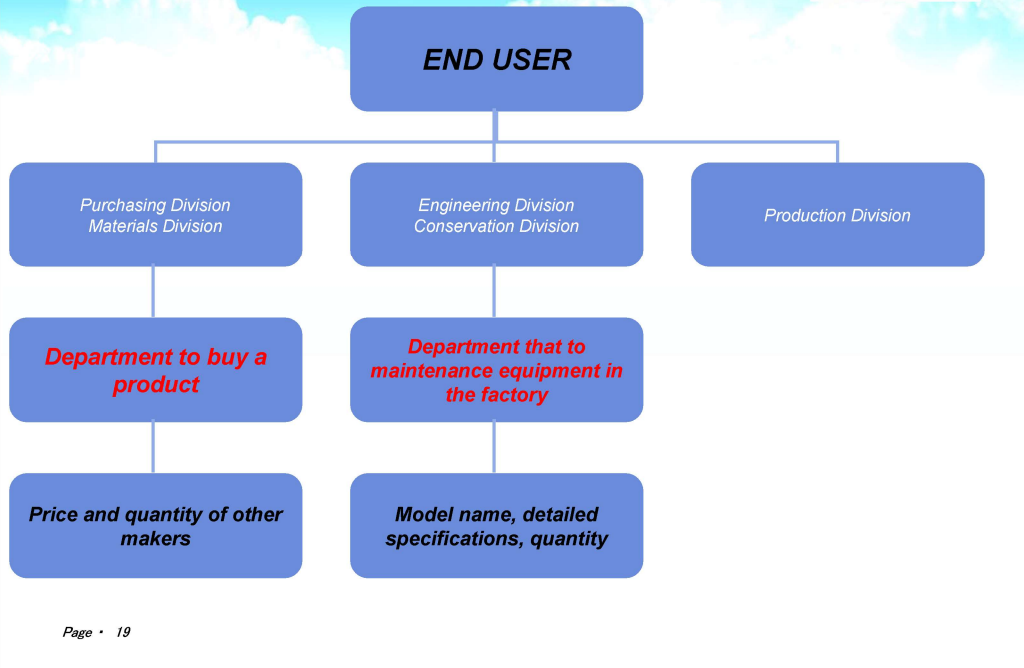 END USER
Purchasing Division
Materials Division
Engineering Division
Conservation Division
Production Division
Department to buy a
product
Department that to
maintenance equipment in
the factory
Price and quantity of other
makers
Model name, detailed
specifications, quantity
Page ・ 19